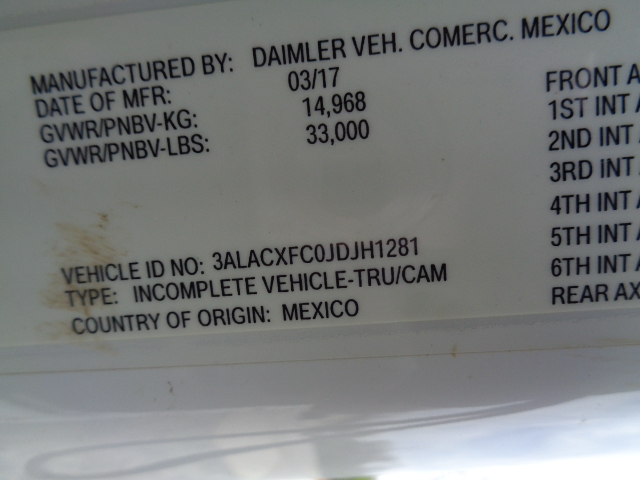 MANUFACTURED BY: DAIMLER VEH. COMERC. MEXICO
DATE OF MFR: 03/17
GVWR/PNBV-KG: 14,968
GVWR/PNBV-LBS: 33,000
VEHICLE ID NO: 3ALACXFC0JDJH1281
TYPE: INCOMPLETE VEHICLE-TRU/CAM
COUNTRY OF ORIGIN: MEXICO
FRONT A
1ST INT
2ND INT
3RD INT
4TH INT
5TH INT
6TH INT
REAR AX